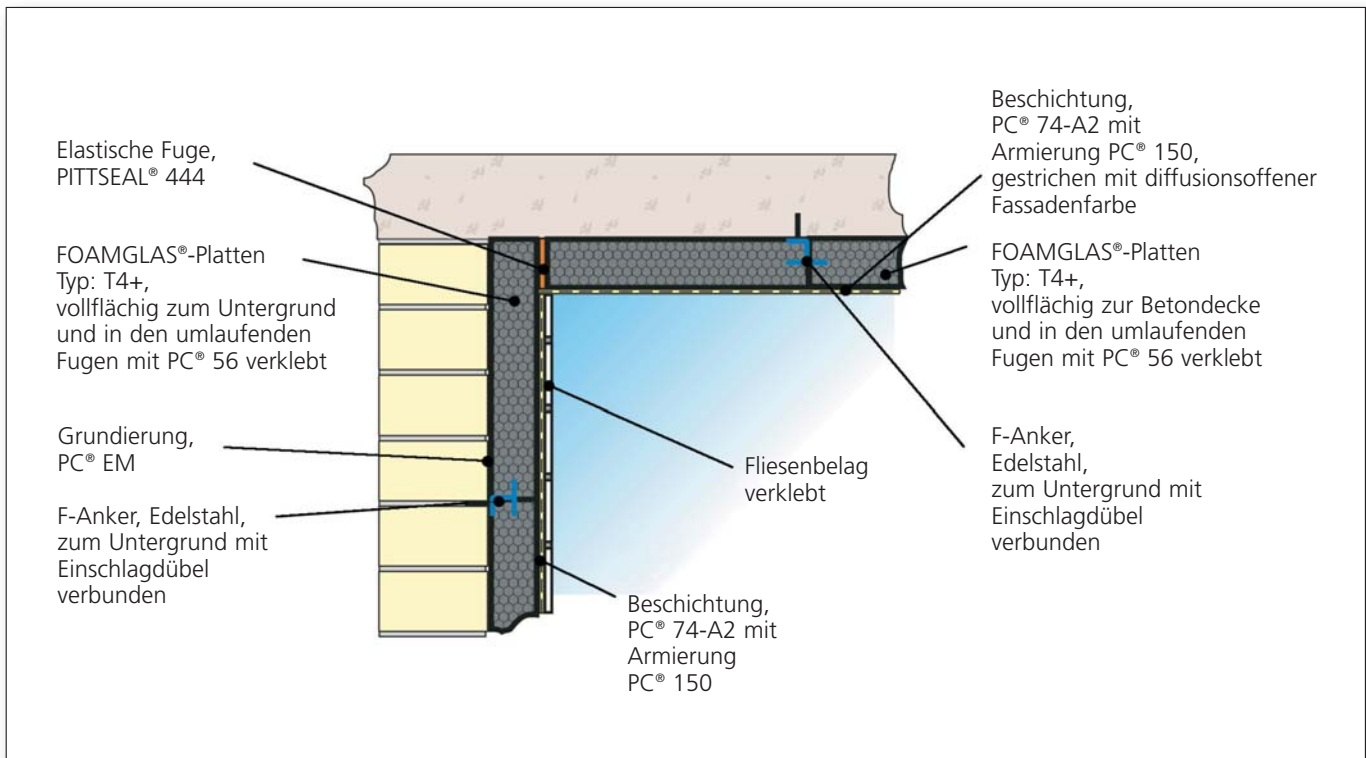 Elastische Fuge,
PITTSEAL® 444
FOAMGLAS®-Platten
Typ: T4+,
vollflächig zum Untergrund
und in den umlaufenden
Fugen mit PC® 56 verklebt
Grundierung,
PC® EM
F-Anker, Edelstahl,
zum Untergrund mit
Einschlagdübel
verbunden
Beschichtung,
PC® 74-A2 mit
Armierung
PC® 150
Fliesenbelag
verklebt
Beschichtung,
PC® 74-A2 mit
Armierung PC® 150,
gestrichen mit diffusionsoffener
Fassadenfarbe
FOAMGLAS®-Platten
Typ: T4+,
vollflächig zur Betondecke
und in den umlaufenden
Fugen mit PC® 56 verklebt
F-Anker,
Edelstahl,
zum Untergrund mit
Einschlagdübel
verbunden